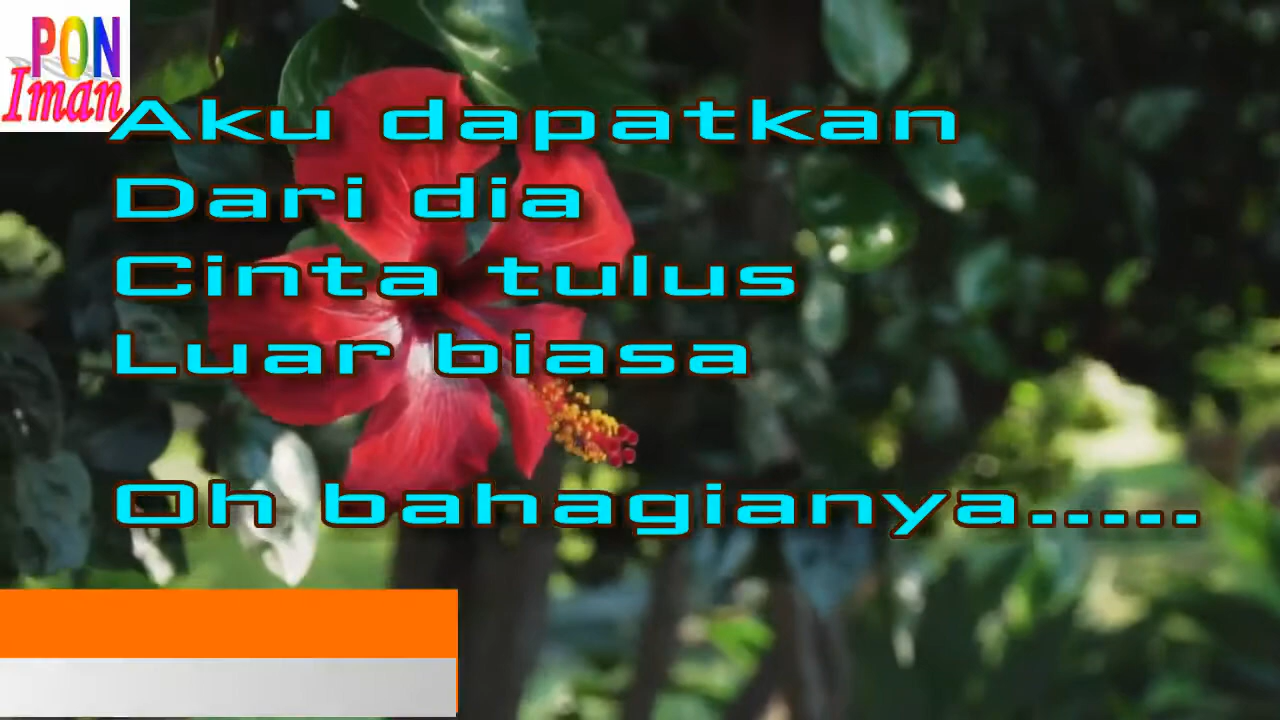 PON
Iman
Aku dapatkan
Dari dia
Cinta tulus
Luar biasa
Oh bahagianya.....